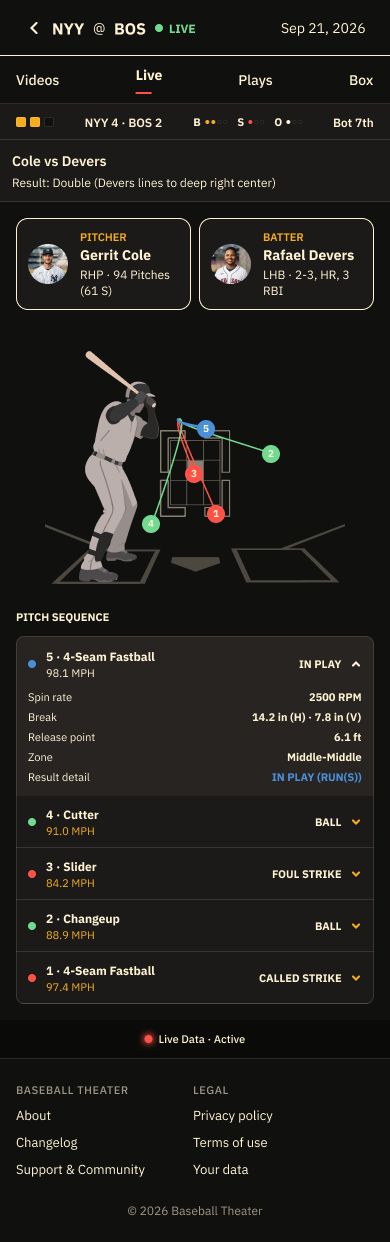 NYY @ BOS LIVE Sep 21, 2026
Videos Live Plays Box
NYY 4 · BOS 2 B S O Bot 7th
Cole vs Devers
Result: Double (Devers lines to deep right center)
PITCHER
Gerrit Cole
RHP · 94 Pitches
(61 S)
BATTER
Rafael Devers
LHB · 2-3, HR, 3
RBI
5
2
3
1
4
PITCH SEQUENCE
5 · 4-Seam Fastball IN PLAY
98.1 MPH
Spin rate 2500 RPM
Break 14.2 in (H) · 7.8 in (V)
Release point 6.1 ft
Zone Middle-Middle
Result detail IN PLAY (RUN(S))
4 · Cutter BALL
91.0 MPH
3 · Slider FOUL STRIKE
84.2 MPH
2 · Changeup BALL
88.9 MPH
1 · 4-Seam Fastball CALLED STRIKE
97.4 MPH
Live Data · Active
BASEBALL THEATER
About
Changelog
Support & Community
LEGAL
Privacy policy
Terms of use
Your data
© 2026 Baseball Theater